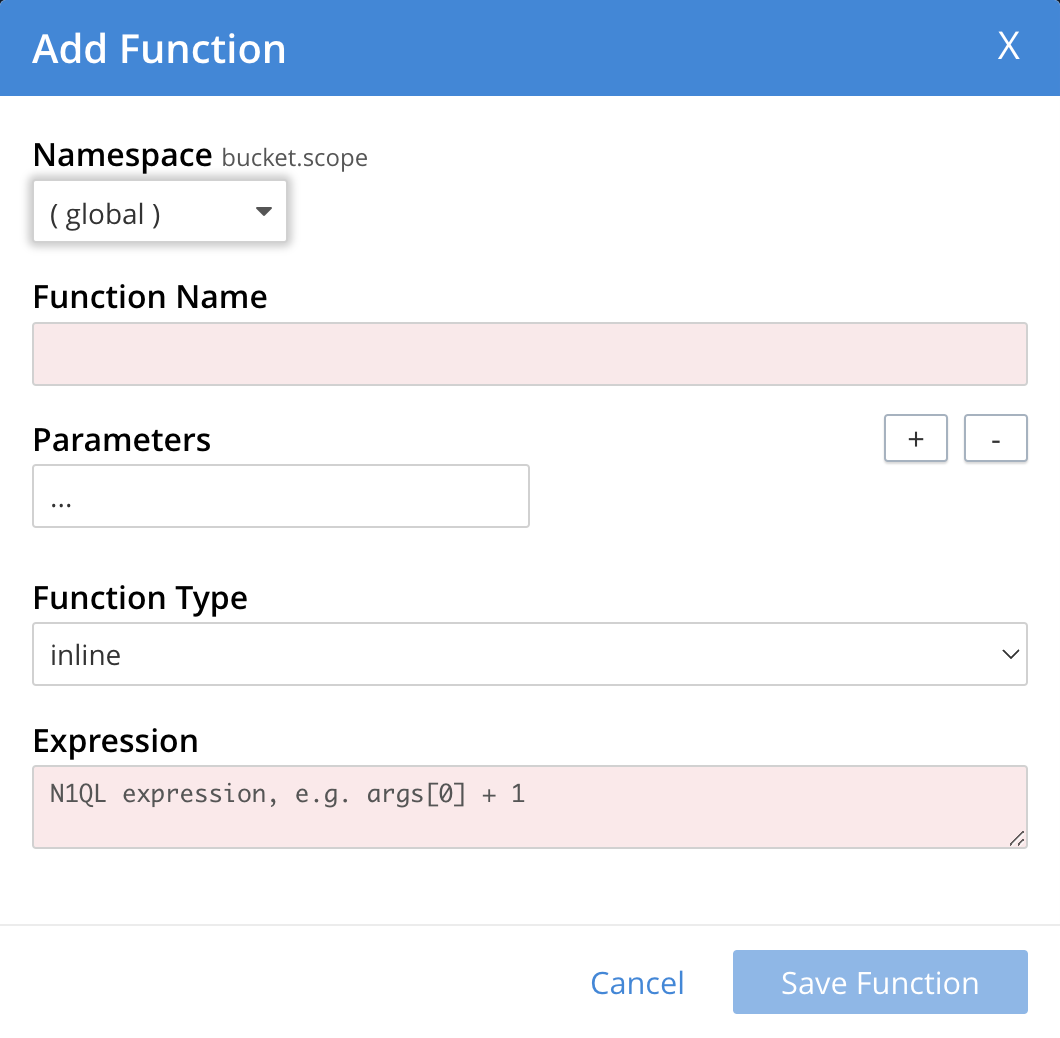 Add Function X
Namespace bucket.scope
( global )
Function Name
Parameters + -
...
Function Type
inline
Expression
N1QL expression, e.g. args[0] + 1
Cancel Save Function